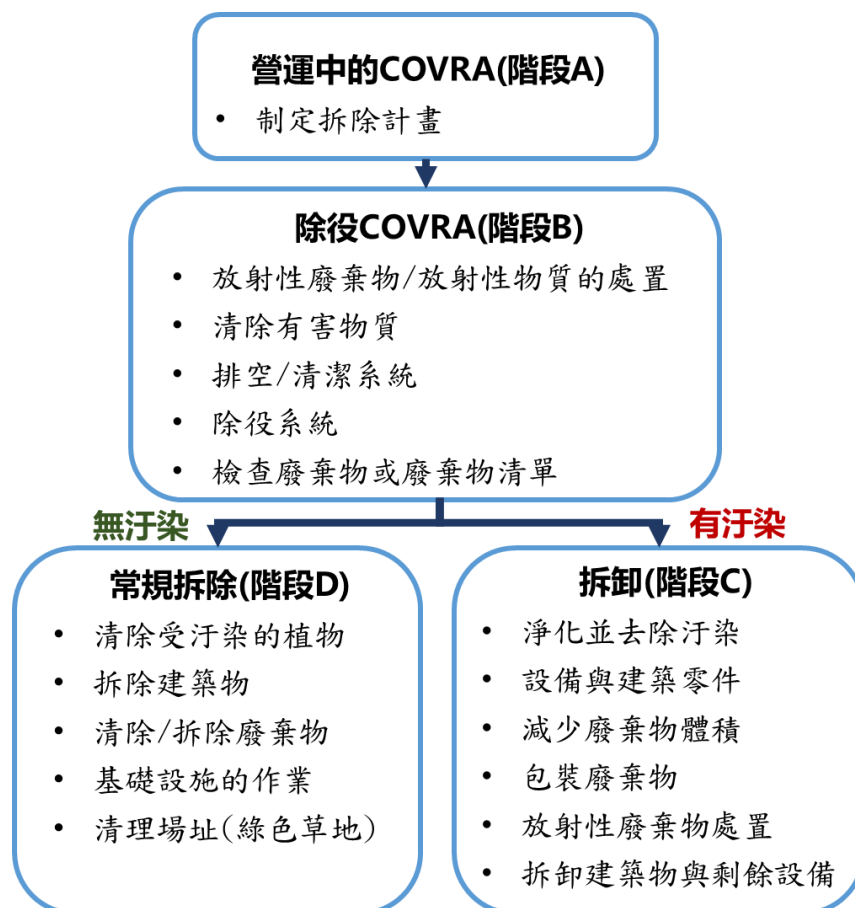 營運中的COVRA(階段A)
• 制定拆除計畫
除役COVRA(階段B)
• 放射性廢棄物/放射性物質的處置
• 清除有害物質
• 排空/清潔系統
• 除役系統
• 檢查廢棄物或廢棄物清單
無汙染
有汙染
常規拆除(階段D)
• 清除受汙染的植物
• 拆除建築物
• 清除/拆除廢棄物
• 基礎設施的作業
• 清理場址(綠色草地)
拆卸(階段C)
• 淨化並去除汙染
• 設備與建築零件
• 減少廢棄物體積
• 包裝廢棄物
• 放射性廢棄物處置
• 拆卸建築物與剩餘設備